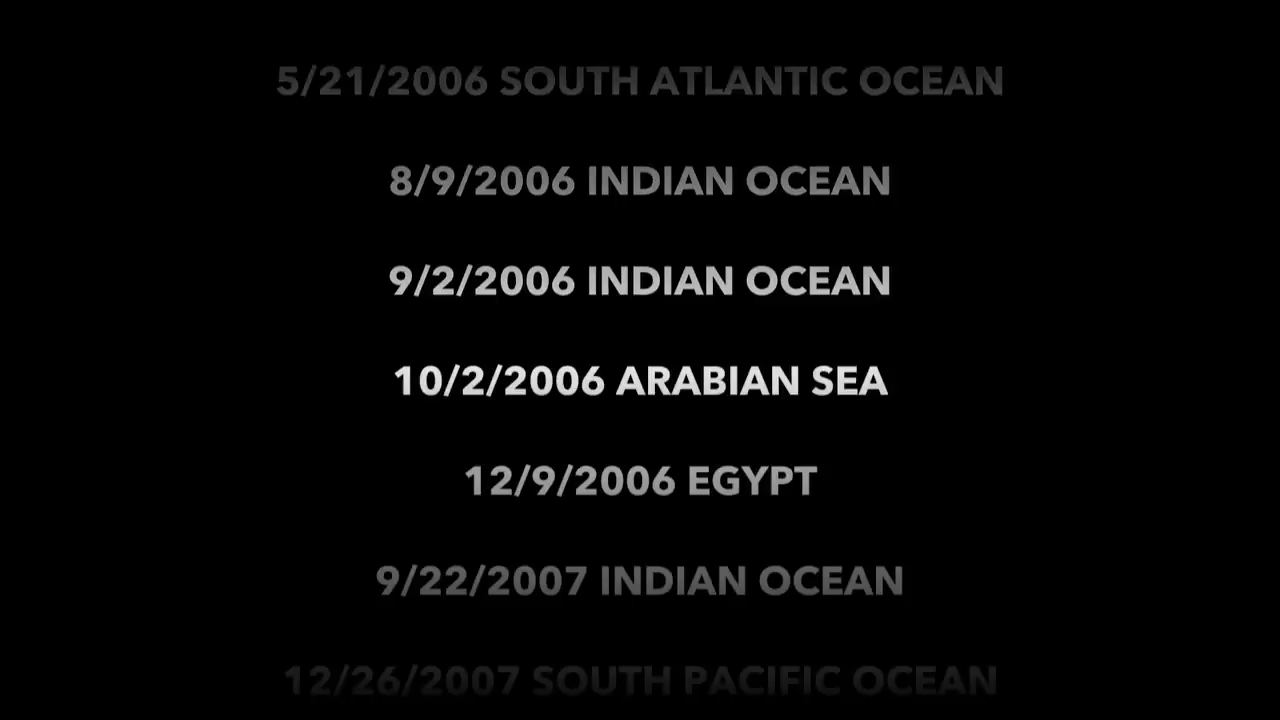 5/21/2006 SOUTH ATLANTIC OCEAN
8/9/2006 INDIAN OCEAN
9/2/2006 INDIAN OCEAN
10/2/2006 ARABIAN SEA
12/9/2006 EGYPT
9/22/2007 INDIAN OCEAN
12/26/2007 SOUTH PACIFIC OCEAN